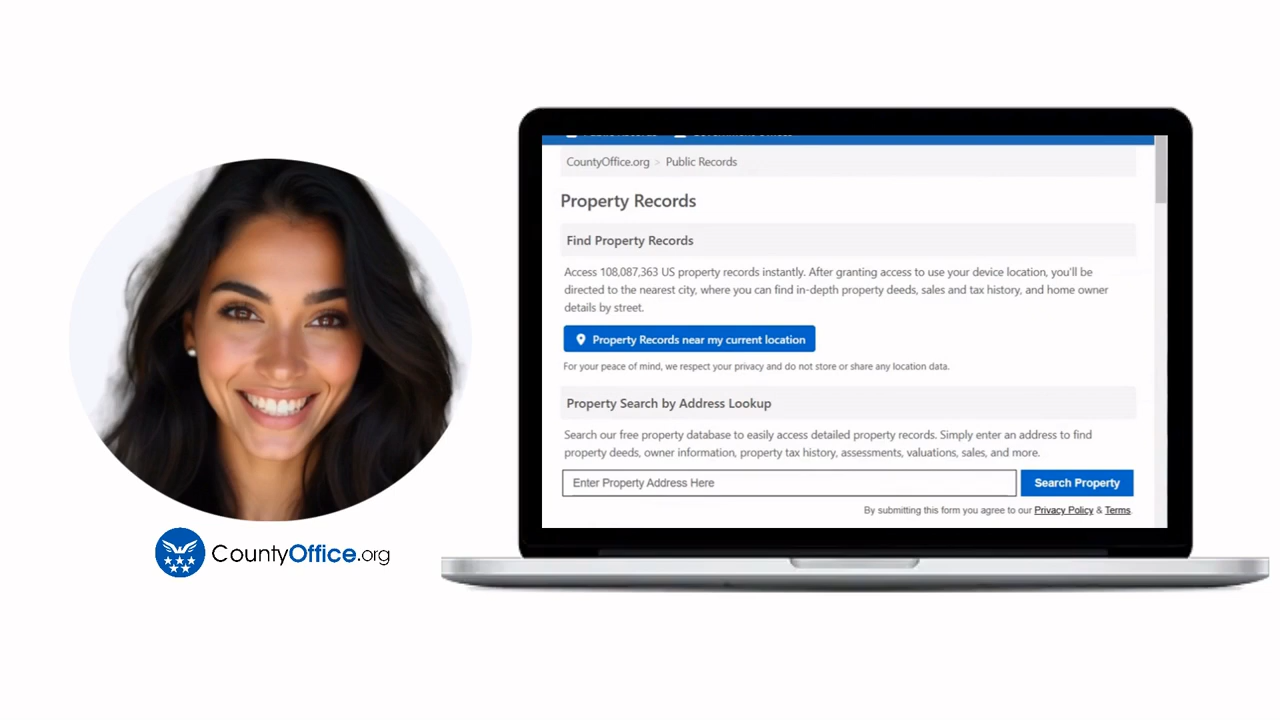 CountyOffice.org > Public Records
Property Records
Find Property Records
Access 108,087,363 US property records instantly. After granting access to use your device location, you'll be
directed to the nearest city, where you can find in-depth property deeds, sales and tax history, and home owner
details by street.
Property Records near my current location
For your peace of mind, we respect your privacy and do not store or share any location data.
Property Search by Address Lookup
Search our free property database to easily access detailed property records. Simply enter an address to find
property deeds, owner information, property tax history, assessments, valuations, sales, and more.
Enter Property Address Here
Search Property
By submitting this form you agree to our Privacy Policy & Terms.
CountyOffice.org